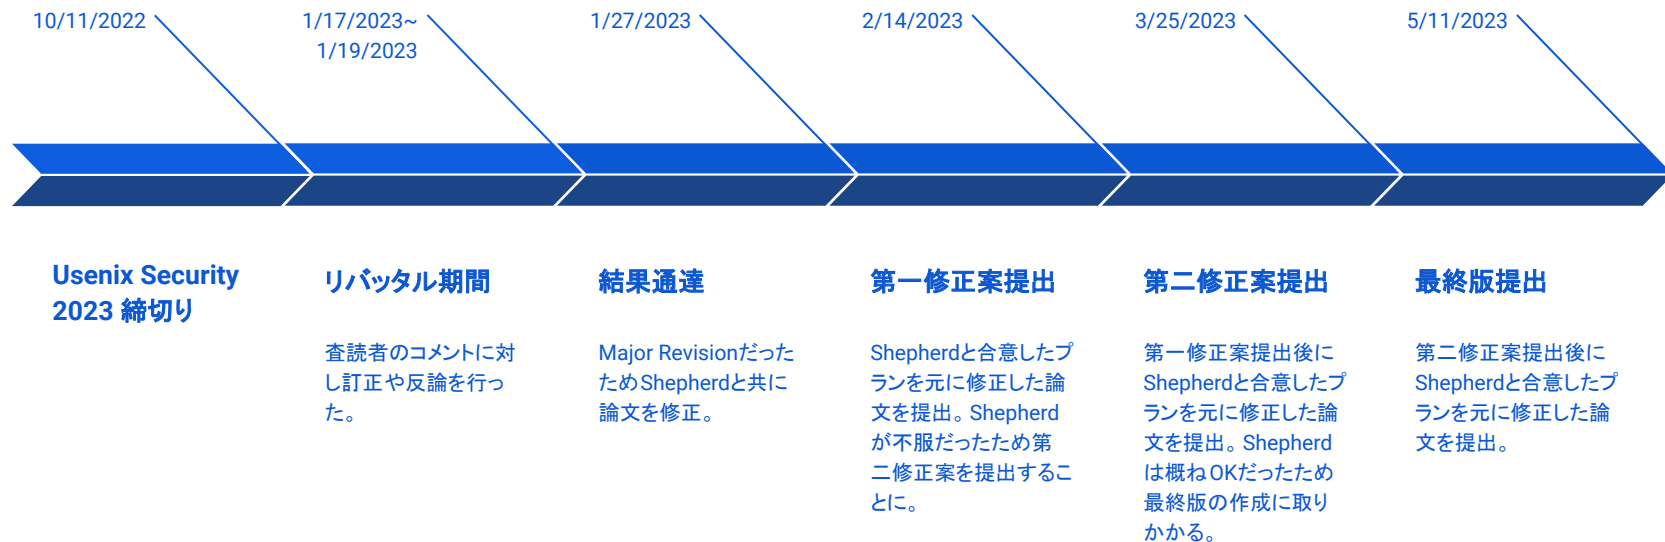 10/11/2022
1/17/2023~
1/19/2023
1/27/2023
2/14/2023
3/25/2023
5/11/2023
Usenix Security
2023 締切り
リバッタル期間
査読者のコメントに対
し訂正や反論を行っ
た。
結果通達
Major Revisionだった
ためShepherdと共に
論文を修正。
第一修正案提出
Shepherdと合意したプ
ランを元に修正した論
文を提出。Shepherd
が不服だったため第
二修正案を提出するこ
とに。
第二修正案提出
第一修正案提出後に
Shepherdと合意したプ
ランを元に修正した論
文を提出。Shepherd
は概ねOKだったため
最終版の作成に取り
かかる。
最終版提出
第二修正案提出後に
Shepherdと合意したプ
ランを元に修正した論
文を提出。